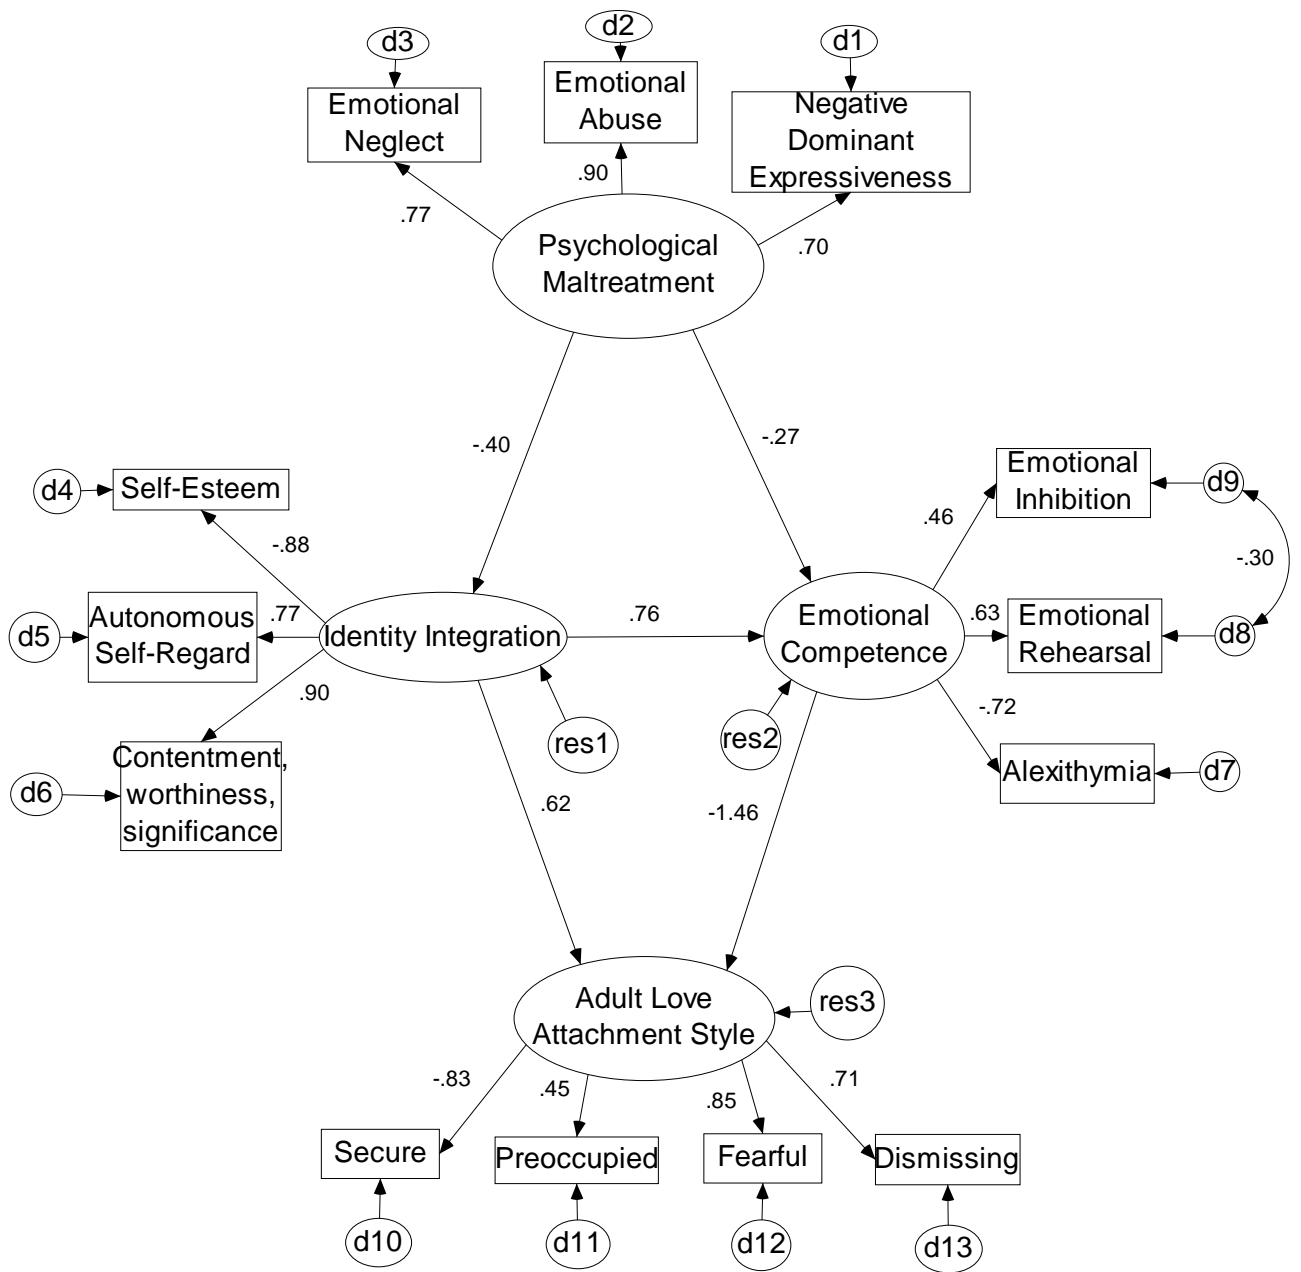 d3
d2
d1
Emotional
Neglect
Emotional
Abuse
Negative
Dominant
Expressiveness
.77
.90
.70
Psychological
Maltreatment
-.40
-.27
d4
Self-Esteem
-.88
d5
Autonomous
Self-Regard
.77
.90
d6
Contentment,
worthiness,
significance
Identity Integration
res1
.76
Emotional
Competence
res2
.46
Emotional
Inhibition
d9
-.30
.63
Emotional
Rehearsal
d8
-.72
Alexithymia
d7
.62
-1.46
Adult Love
Attachment Style
res3
-.83
.45
.85
.71
Secure
Preoccupied
Fearful
Dismissing
d10
d11
d12
d13